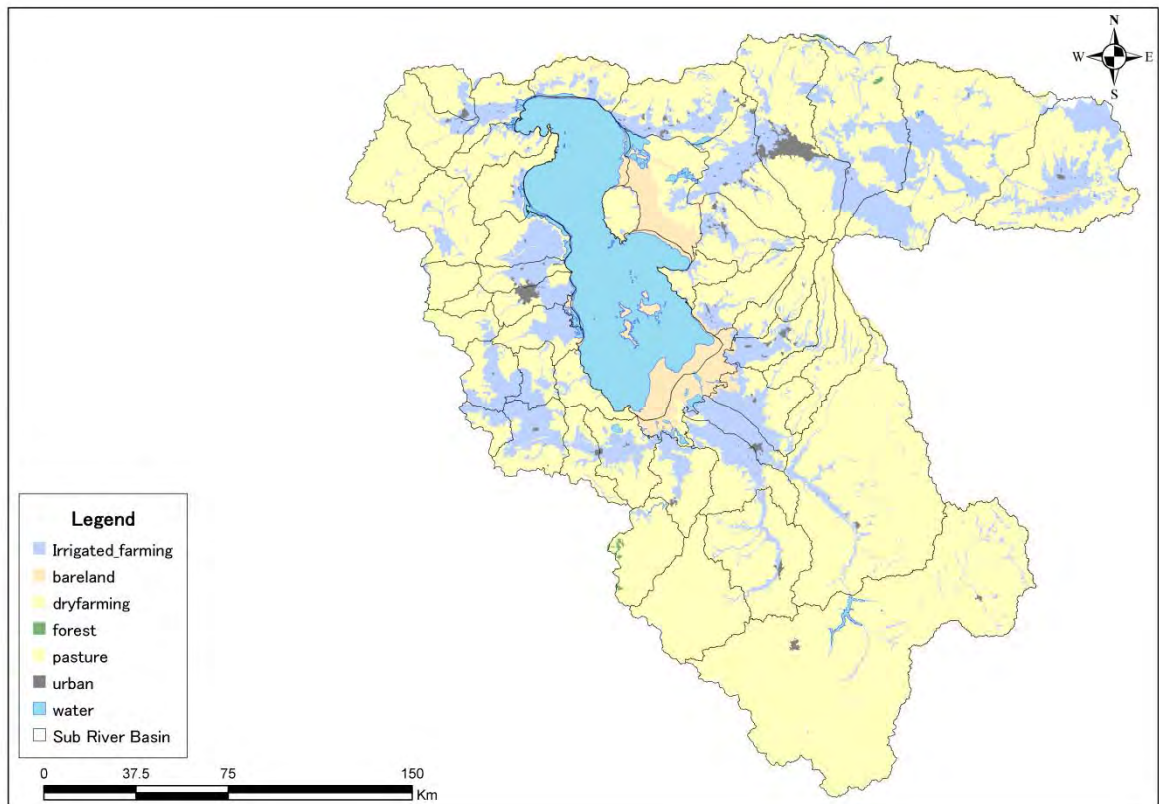 N
W E
S
Legend
Irrigated_farming
bareland
dryfarming
forest
pasture
urban
water
Sub River Basin
0 37.5 75 150
Km